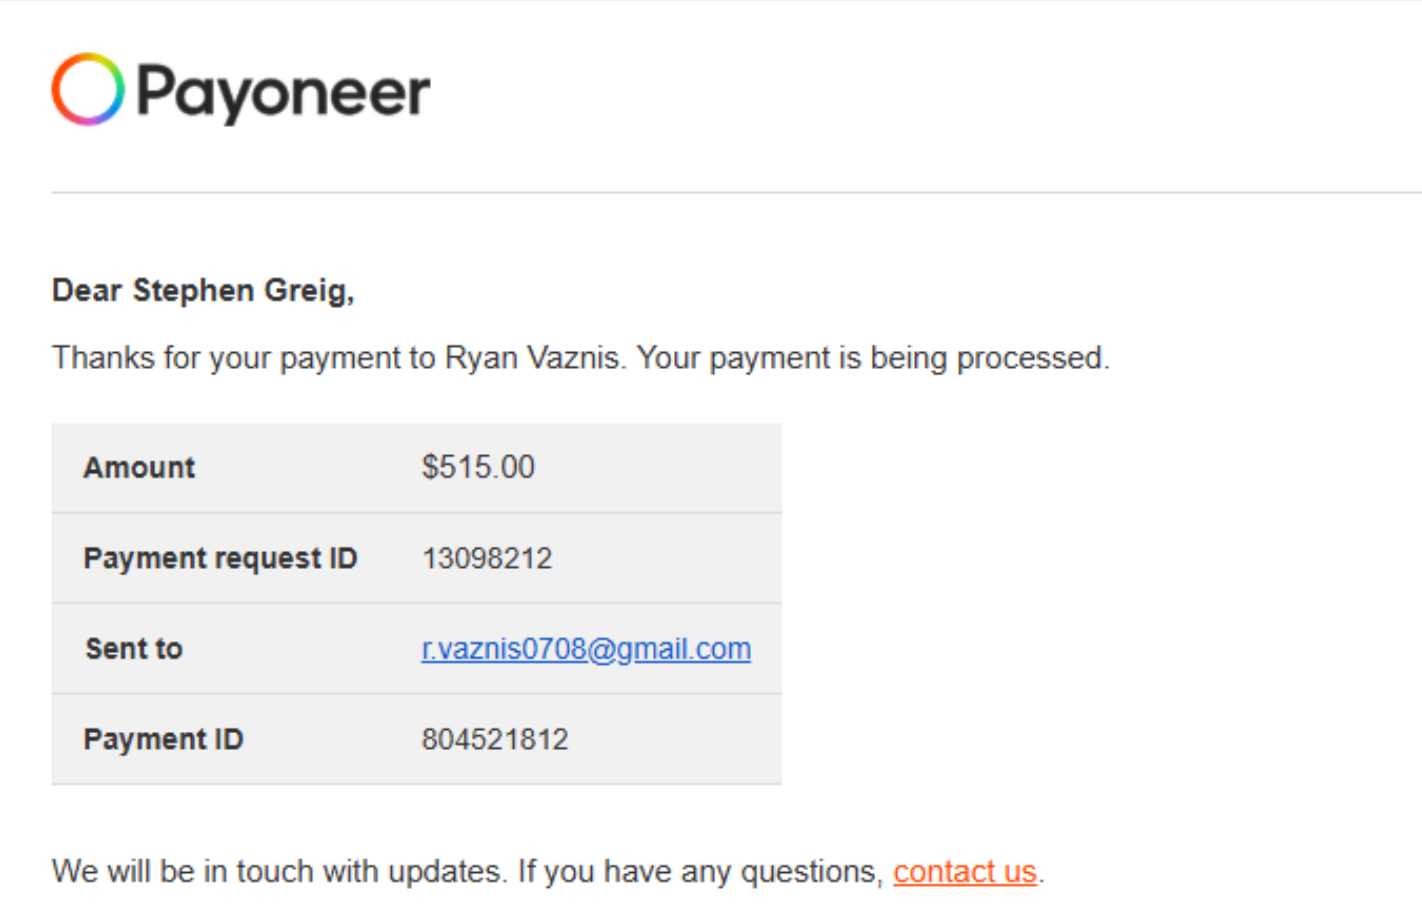 Payoneer
Dear Stephen Greig,
Thanks for your payment to Ryan Vaznis. Your payment is being processed.
Amount $515.00
Payment request ID 13098212
Sent to r.vaznis0708@gmail.com
Payment ID 804521812
We will be in touch with updates. If you have any questions, contact us.